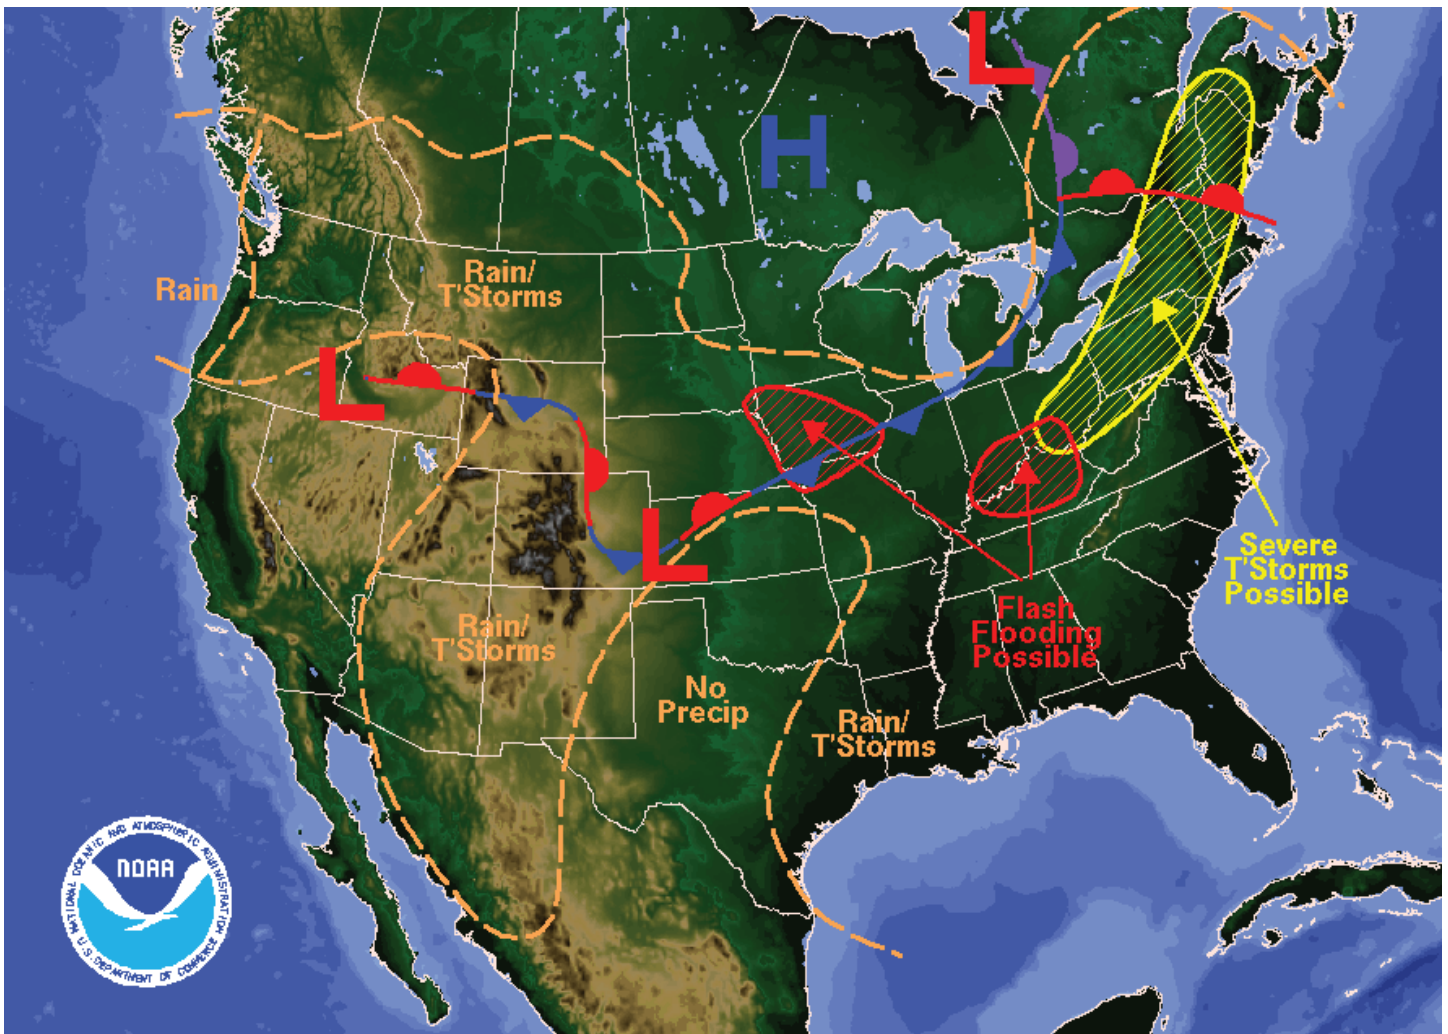 L
H
Rain
Rain/
T'Storms
L
L
Severe
T'Storms
Possible
Flash
Flooding
Possible
Rain/
T'Storms
No
Precip
Rain/
T'Storms
NATIONAL OCEANIC AND ATMOSPHERIC ADMINISTRATION
NOAA
U.S. DEPARTMENT OF COMMERCE